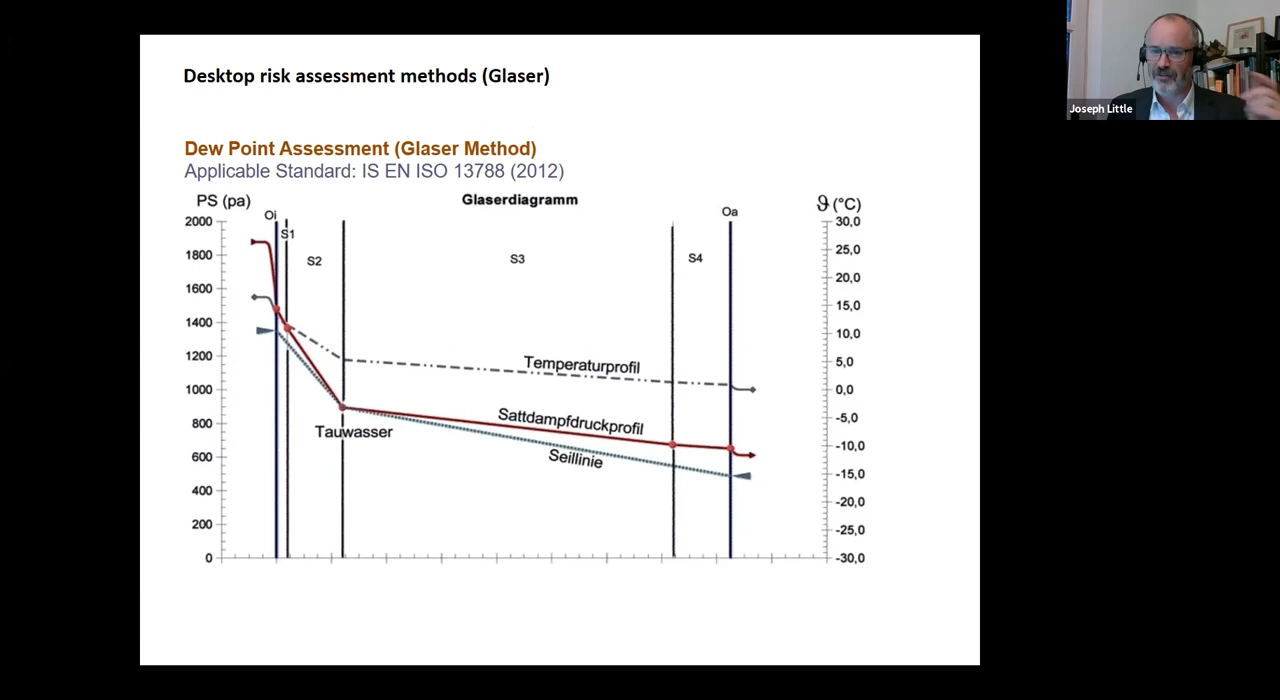 Desktop risk assessment methods (Glaser)
Joseph Little
Dew Point Assessment (Glaser Method)
Applicable Standard: IS EN ISO 13788 (2012)
PS (pa)
Glaserdiagramm
ϑ (°C)
Oi
Oa
2000
30,0
S1
1800
25,0
S2
S3
S4
20,0
1600
15,0
1400
10,0
1200
5,0
Temperaturprofil
1000
0,0
800
-5,0
Sattdampfdruckprofil
Tauwasser
-10,0
600
Seillinie
-15,0
400
-20,0
200
-25,0
0
-30,0